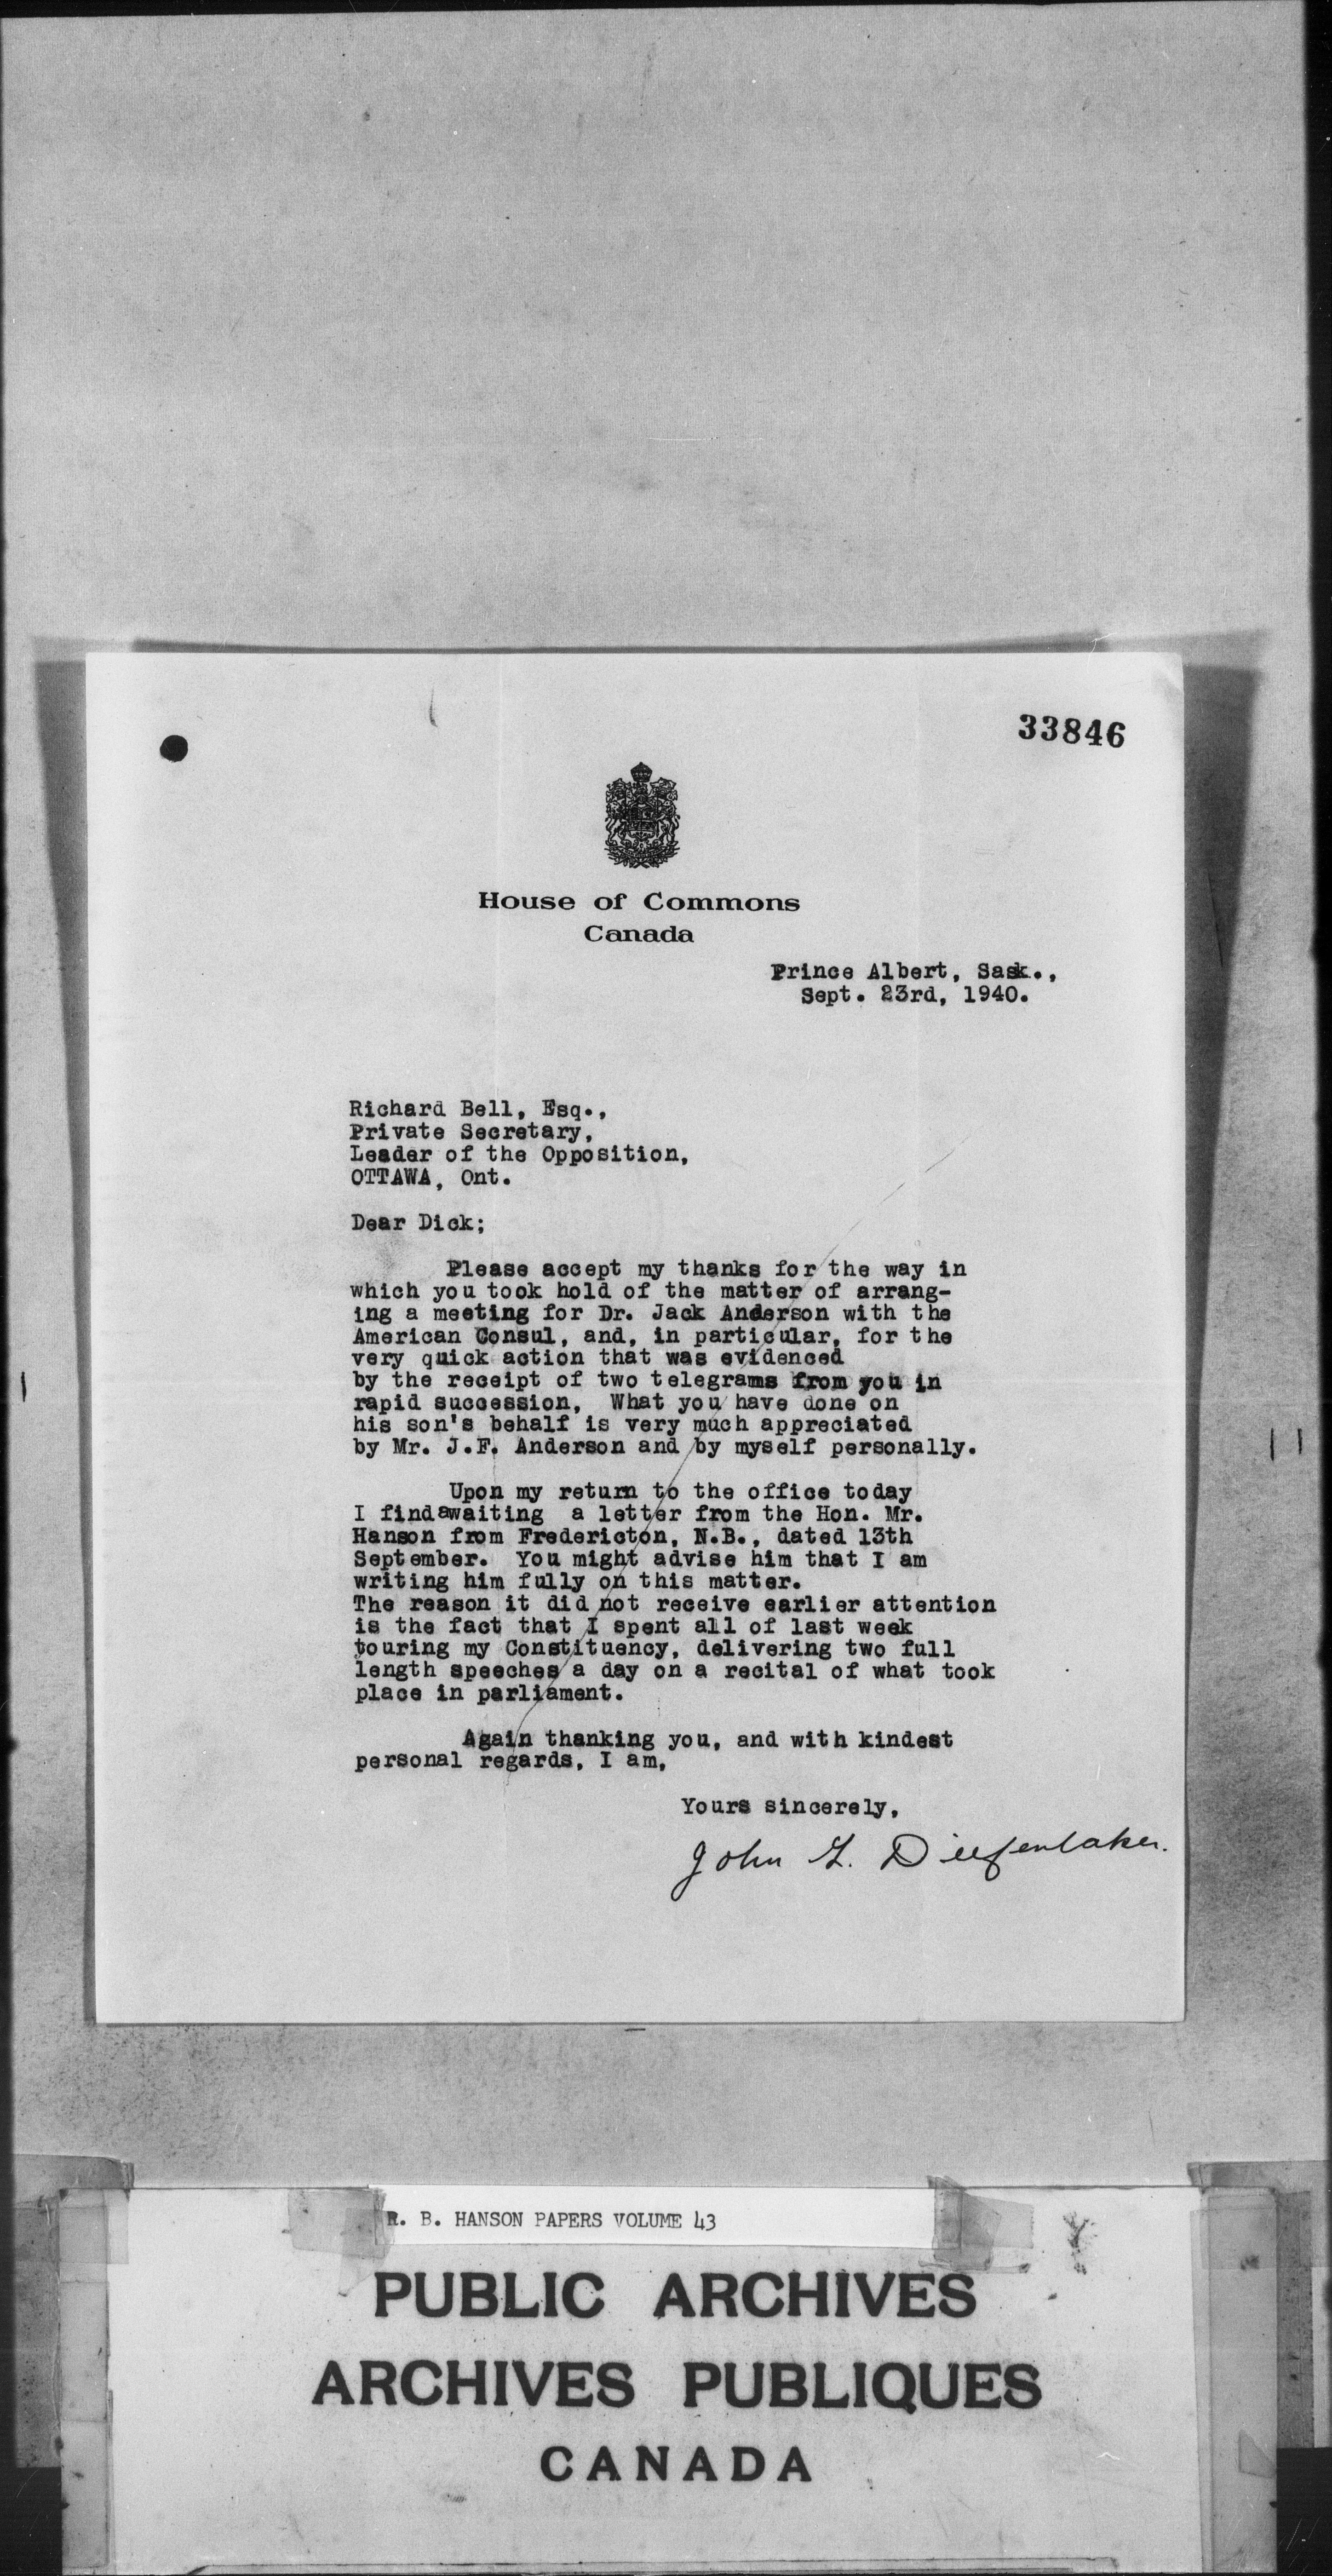 33846
House of Commons
Canada
Prince Albert, Sask.,
Sept. 23rd, 1940.
Richard Bell, Esq.,
Private Secretary,
Leader of the Opposition,
OTTAWA, Ont.
Dear Dick;
Please accept my thanks for the way in
which you took hold of the matter of arrang-
ing a meeting for Dr. Jack Anderson with the
American Consul, and, in particular, for the
very quick action that was evidenced
by the receipt of two telegrams from you in
rapid succession, What you have done on
his son's behalf is very much appreciated
by Mr. J.F. Anderson and by myself personally.
Upon my return to the office today
I find awaiting a letter from the Hon. Mr.
Hanson from Fredericton, N.B., dated 13th
September. You might advise him that I am
writing him fully on this matter.
The reason it did not receive earlier attention
is the fact that I spent all of last week
touring my Constituency, delivering two full
length speeches a day on a recital of what took
place in parliament.
Again thanking you, and with kindest
personal regards, I am,
Yours sincerely,
John G. Diefenbaker.
R. B. HANSON PAPERS VOLUME 43
PUBLIC ARCHIVES
ARCHIVES PUBLIQUES
CANADA